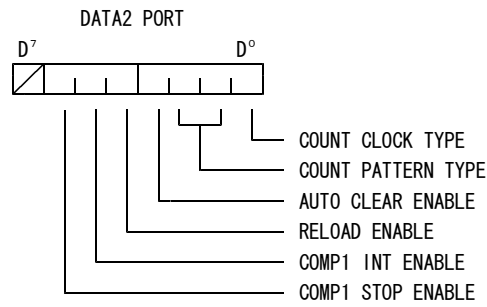 DATA2 PORT
D⁷ D⁰
COUNT CLOCK TYPE
COUNT PATTERN TYPE
AUTO CLEAR ENABLE
RELOAD ENABLE
COMP1 INT ENABLE
COMP1 STOP ENABLE